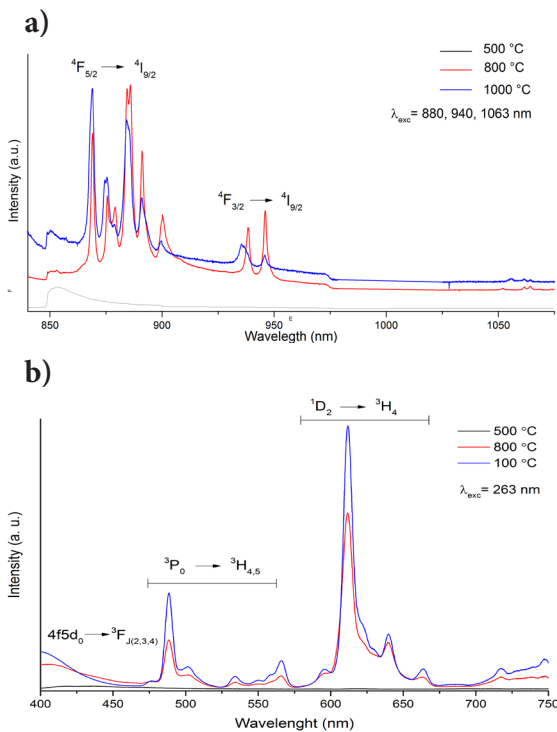 a)
⁴F₅/₂ → ⁴I₉/₂
500 °C
800 °C
1000 °C
λexc= 880, 940, 1063 nm
⁴F₃/₂ → ⁴I₉/₂
Intensity (a.u.)
F
850 900 950 1000 1050
E
Wavelegth (nm)
b)
¹D₂ → ³H₄
500 °C
800 °C
100 °C
λexc= 263 nm
³P₀ → ³H₄,₅
4f5d₀ → ³F J(2,3,4)
Intensity (a. u.)
400 450 500 550 600 650 700 750
Wavelenght (nm)